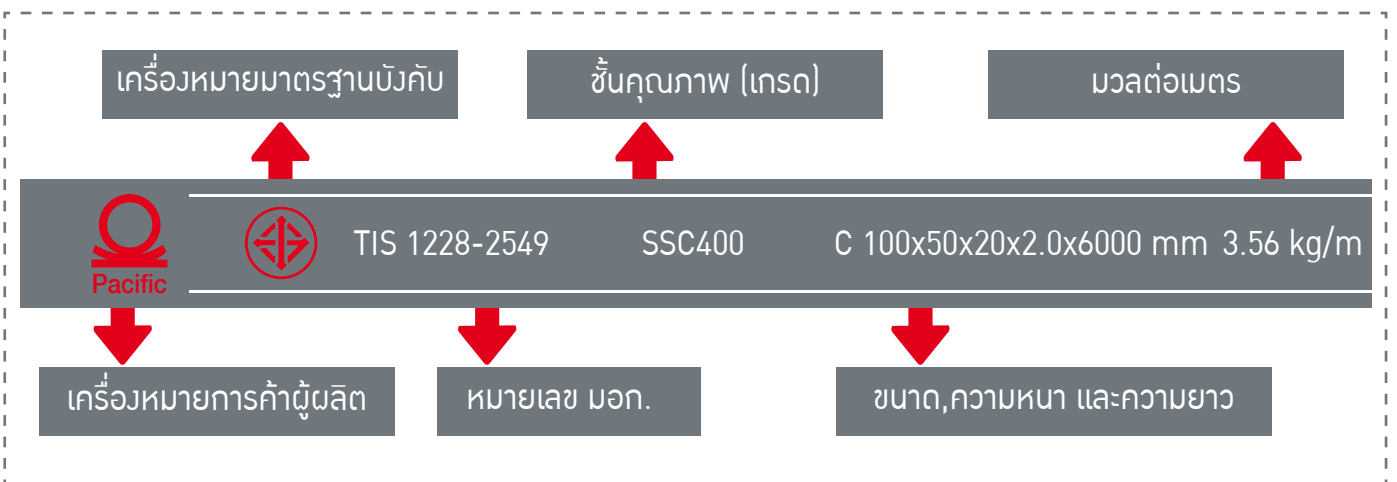 เครื่องหมายมาตรฐานบังคับ
ชั้นคุณภาพ (เกรด)
มวลต่อเมตร
Pacific
TIS 1228-2549 SSC400 C 100x50x20x2.0x6000 mm 3.56 kg/m
เครื่องหมายการค้าผู้ผลิต
หมายเลข มอก.
ขนาด,ความหนา และความยาว